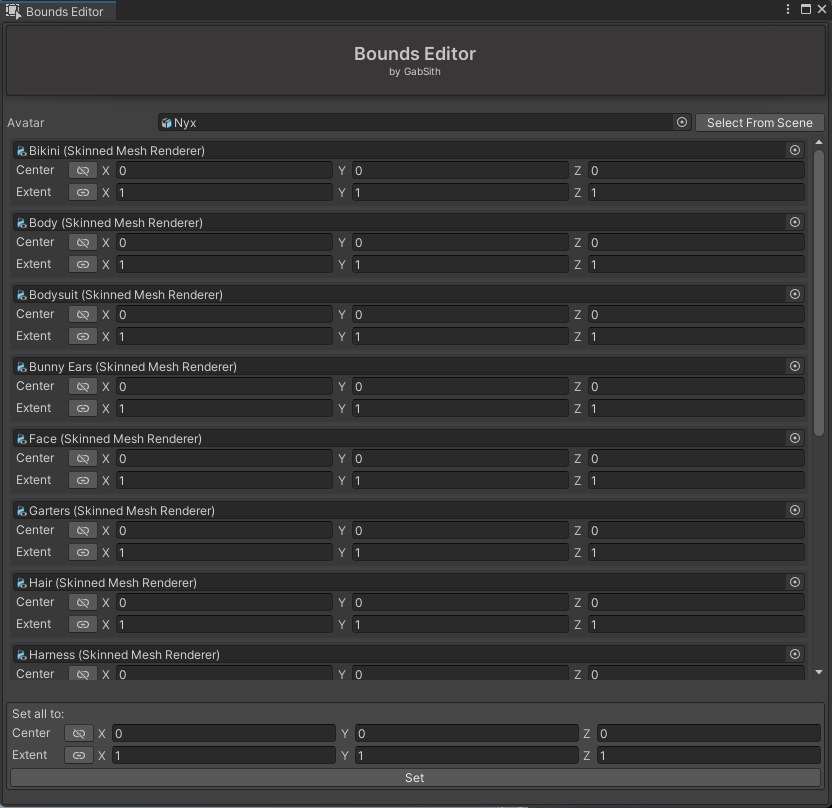 Bounds Editor
Bounds Editor
by GabSith
Avatar Nyx Select From Scene
Bikini (Skinned Mesh Renderer)
Center X 0 Y 0 Z 0
Extent X 1 Y 1 Z 1
Body (Skinned Mesh Renderer)
Center X 0 Y 0 Z 0
Extent X 1 Y 1 Z 1
Bodysuit (Skinned Mesh Renderer)
Center X 0 Y 0 Z 0
Extent X 1 Y 1 Z 1
Bunny Ears (Skinned Mesh Renderer)
Center X 0 Y 0 Z 0
Extent X 1 Y 1 Z 1
Face (Skinned Mesh Renderer)
Center X 0 Y 0 Z 0
Extent X 1 Y 1 Z 1
Garters (Skinned Mesh Renderer)
Center X 0 Y 0 Z 0
Extent X 1 Y 1 Z 1
Hair (Skinned Mesh Renderer)
Center X 0 Y 0 Z 0
Extent X 1 Y 1 Z 1
Harness (Skinned Mesh Renderer)
Center X 0 Y 0 Z 0
Set all to:
Center X 0 Y 0 Z 0
Extent X 1 Y 1 Z 1
Set